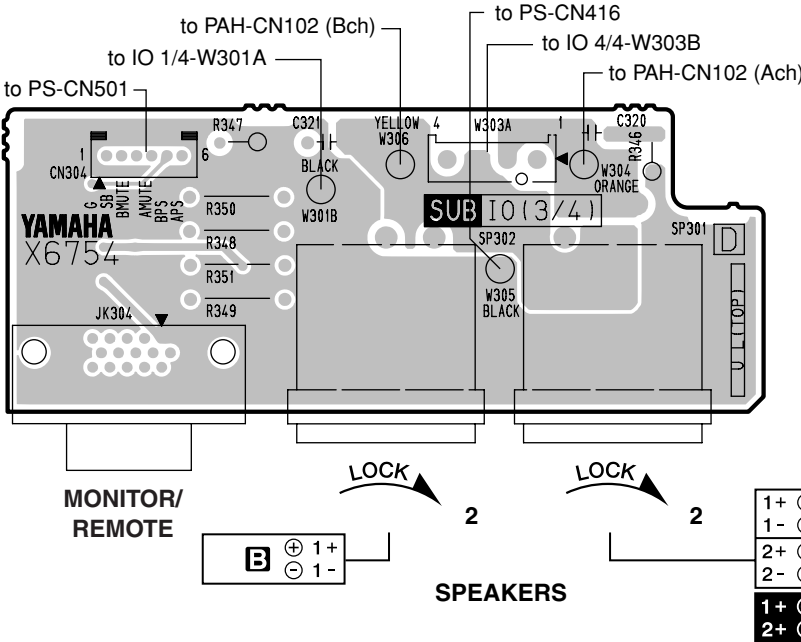 to PS-CN416
to PAH-CN102 (Bch)
to IO 4/4-W303B
to IO 1/4-W301A
to PAH-CN102 (Ach)
to PS-CN501
R347
C321
YELLOW
W306
4
W303A
1
C320
R346
1
6
CN304
BLACK
W301B
W304
ORANGE
G
SB
BMUTE
AMUTE
BPS
APS
R350
SUB IO(3/4)
YAMAHA
X6754
R348
SP302
SP301
D
R351
W305
BLACK
R349
JK304
UL(TOP)
LOCK
LOCK
MONITOR/
REMOTE
2
2
B + 1+
- 1-
SPEAKERS
1+
1-
2+
2-
1+
2+